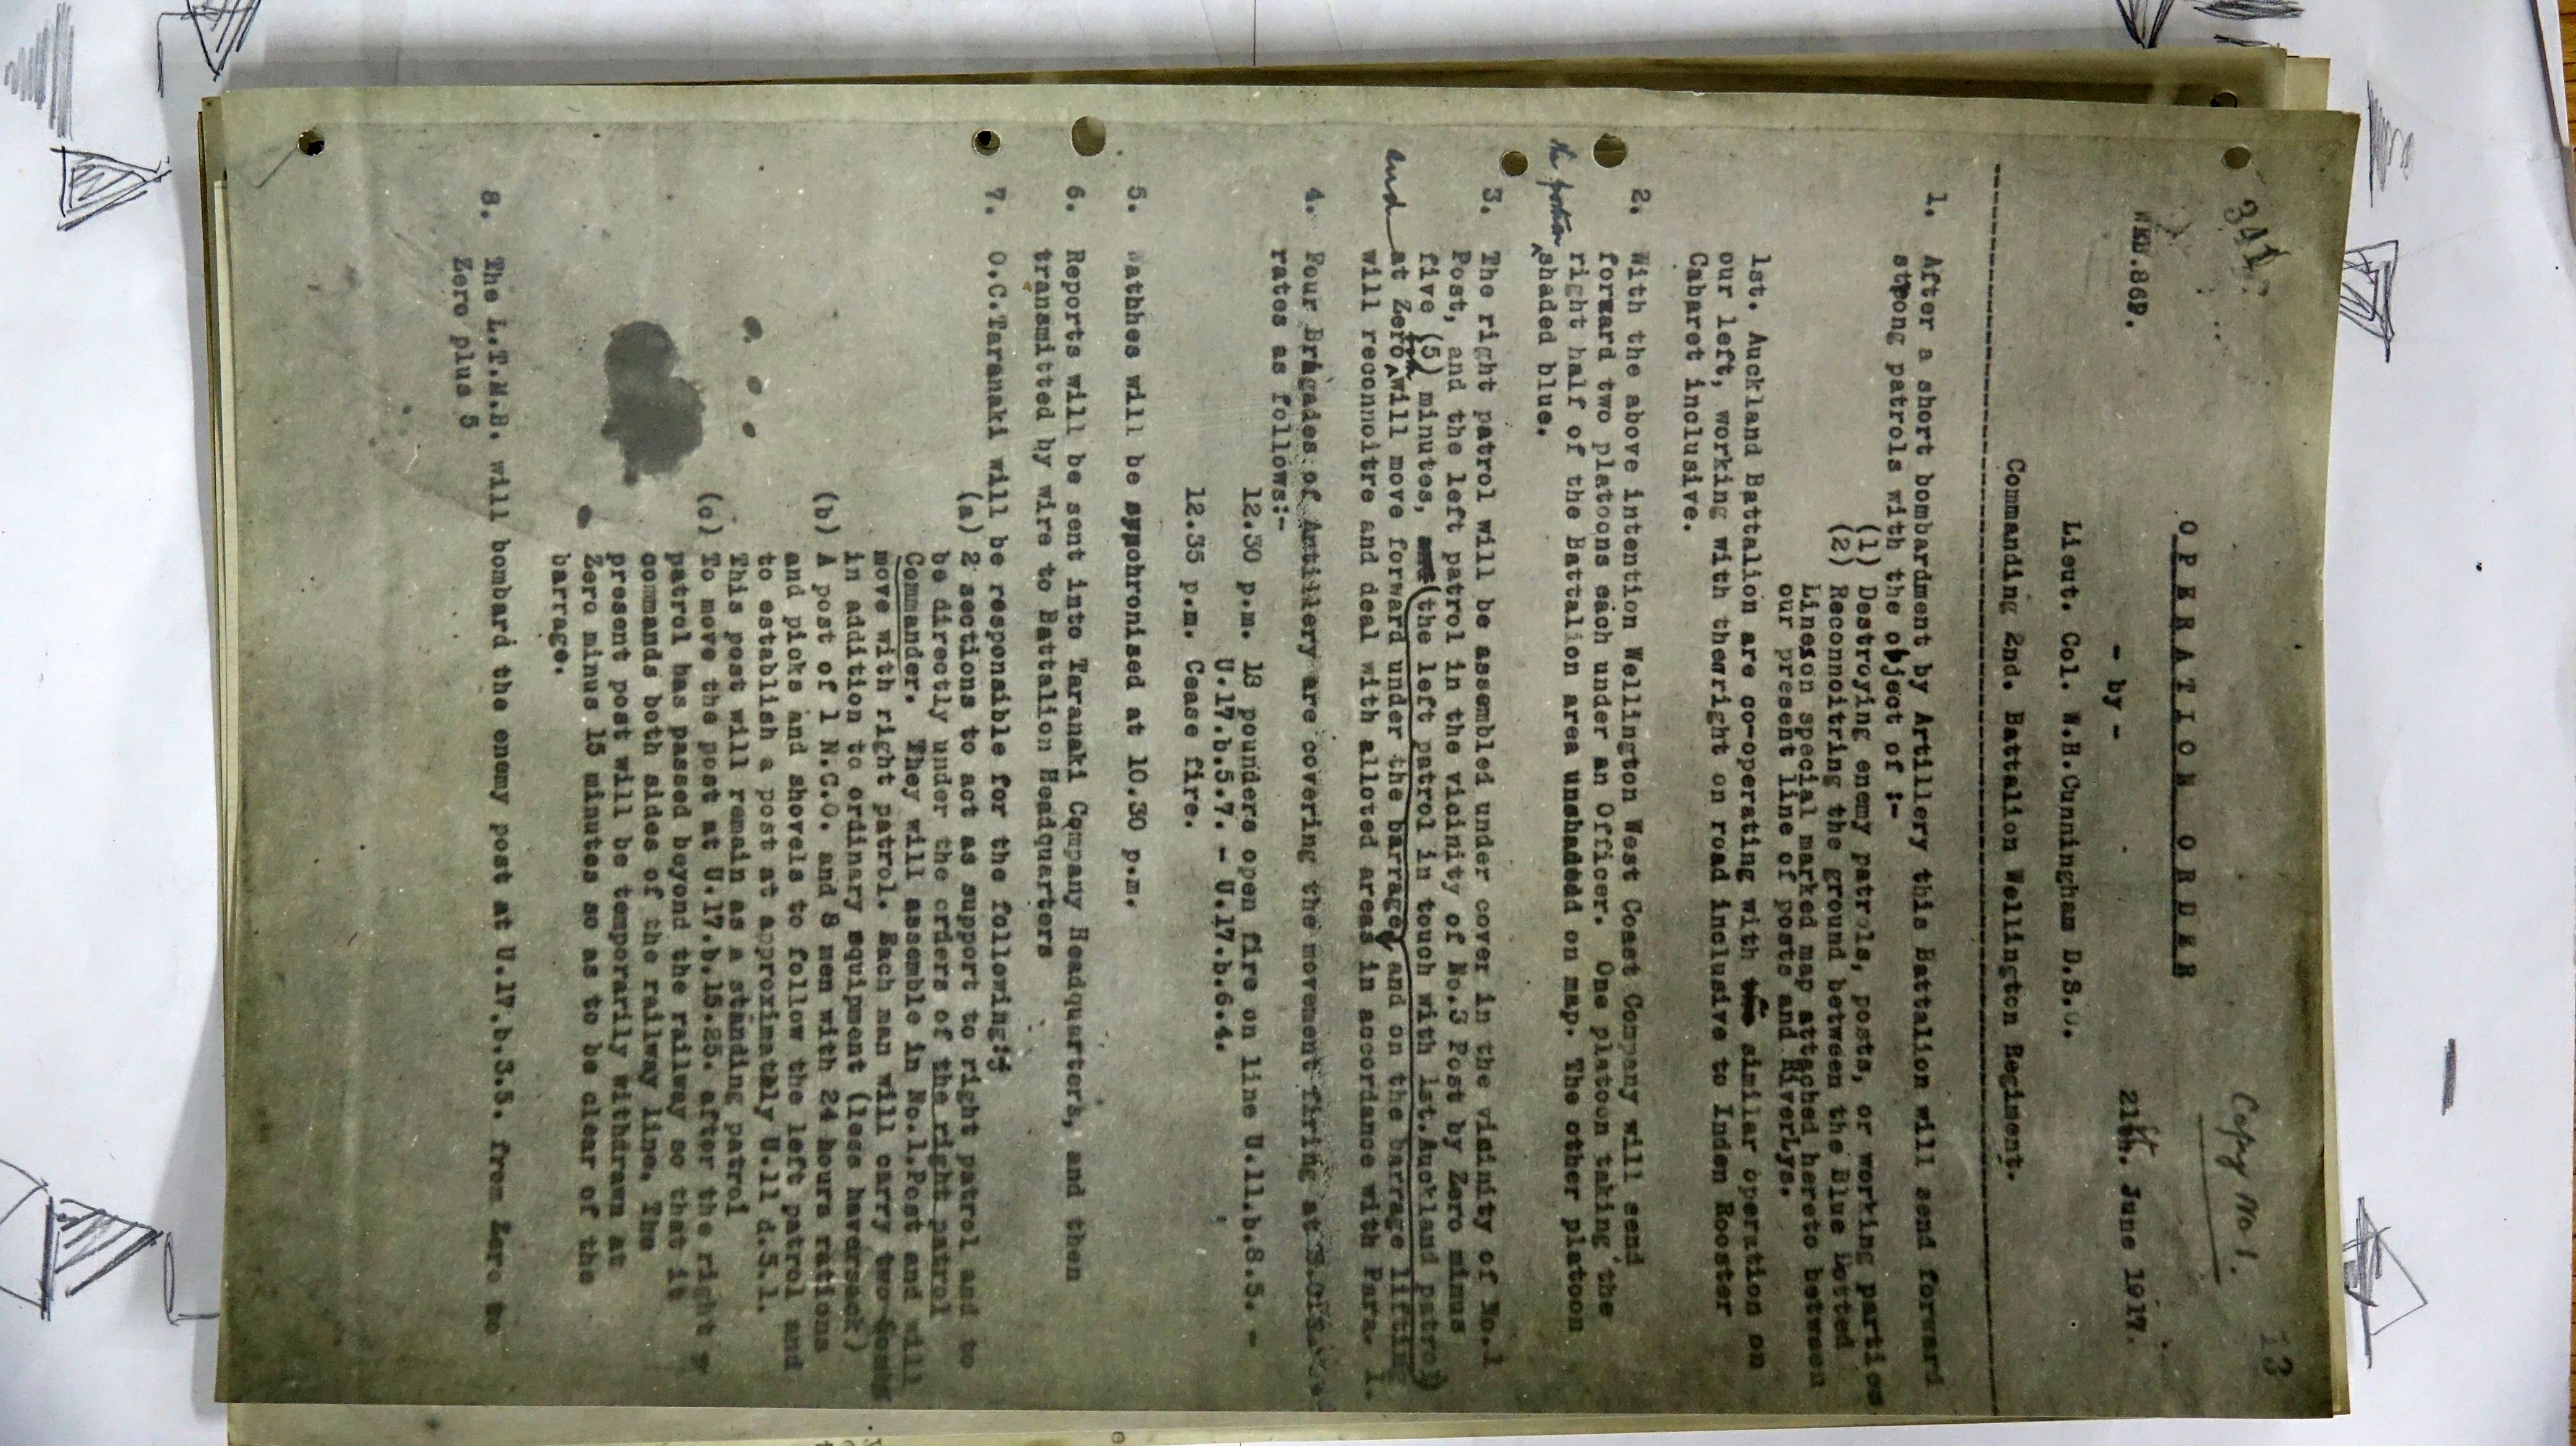 13
Copy No 1.
WEW.86P.
21st. June 1917.
OPERATION ORDER
- by -
Lieut. Col. W.H.Cunningham D.S.O.
Commanding 2nd. Battalion Wellington Regiment.
1. After a short bombardment by Artillery this Battalion will send forward
strong patrols with the object of :-
(1) Destroying enemy patrols, posts, or working parties
(2) Reconnoitring the ground between the Blue Dotted
Lineson special marked map attached hereto between
our present line of posts and RiverLys.
1st. Auckland Battalion are co-operating with similar operation on
our left, working with thesright on road inclusive to Inden Rooster
Cabaret inclusive.
2. With the above intention Wellington West Coast Company will send
forward two platoons each under an Officer. One platoon taking the
right half of the Battalion area unshaded on map. The other platoon
the portion shaded blue.
3. The right patrol will be assembled under cover in the vicinity of No.1
Post, and the left patrol in the vicinity of No.3 Post by Zero minus
five (5) minutes, (the left patrol in touch with 1st.Auckland patrol)
and at Zero will move forward under the barrage, and on the barrage lifting
will reconnoitre and deal with alloted areas in accordance with Para. 1.
4. Four Brigades of Artillery are covering the movement firing at
rates as follows:-
12.30 p.m. 18 pounders open fire on line U.11.b.8.5. -
U.17.b.5.7. - U.17.b.6.4.
12.35 p.m. Cease fire.
5. Wathhes will be synohronised at 10.30 p.m.
6. Reports will be sent into Taranaki Company Headquarters, and then
transmitted by wire to Battalion Headquarters
7. O.C.Taranaki will be responsible for the following:-
(a) 2 sections to act as support to right patrol and to
be directly under the orders of the right patrol
Commander. They will assemble in No.1.Post and will
move with right patrol. Each man will carry two
in addition to ordinary equipment (less haversack)
(b) A post of 1 N.C.O. and 8 men with 24 hours rations
and picks and shovels to follow the left patrol and
to establish a post at approximately U.11 d.5.1.
This post will remain as a standing patrol
(c) To move the post at U.17.b.15.25. after the right
patrol has passed beyond the railway so that it
commands both sides of the railway line. The
present post will be temporarily withdrawn at
Zero minus 15 minutes so as to be clear of the
barrage.
8. The L.T.M.B. will bombard the enemy post at U.17.b.3.5. from Zero to
Zero plus 5